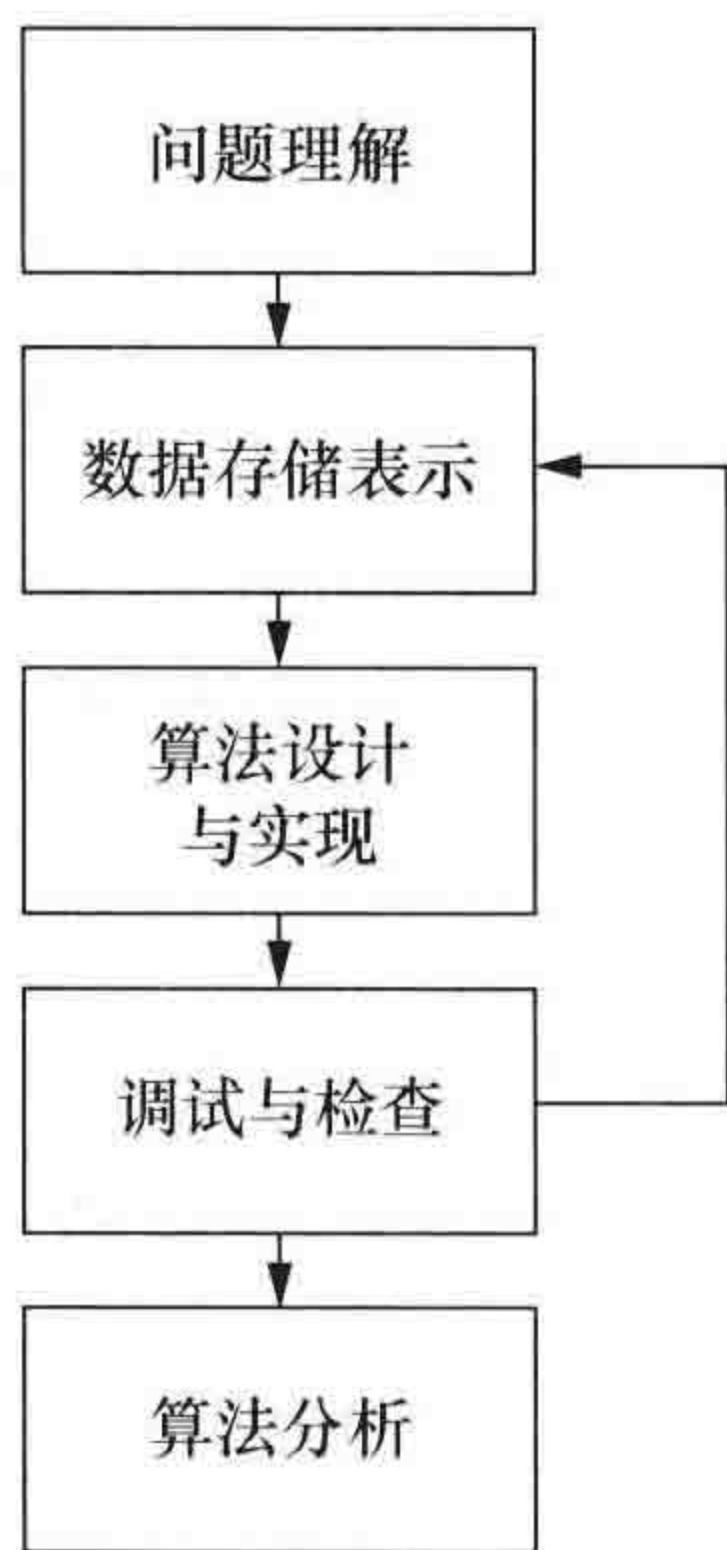 问题理解
数据存储表示
算法设计
与实现
调试与检查
算法分析